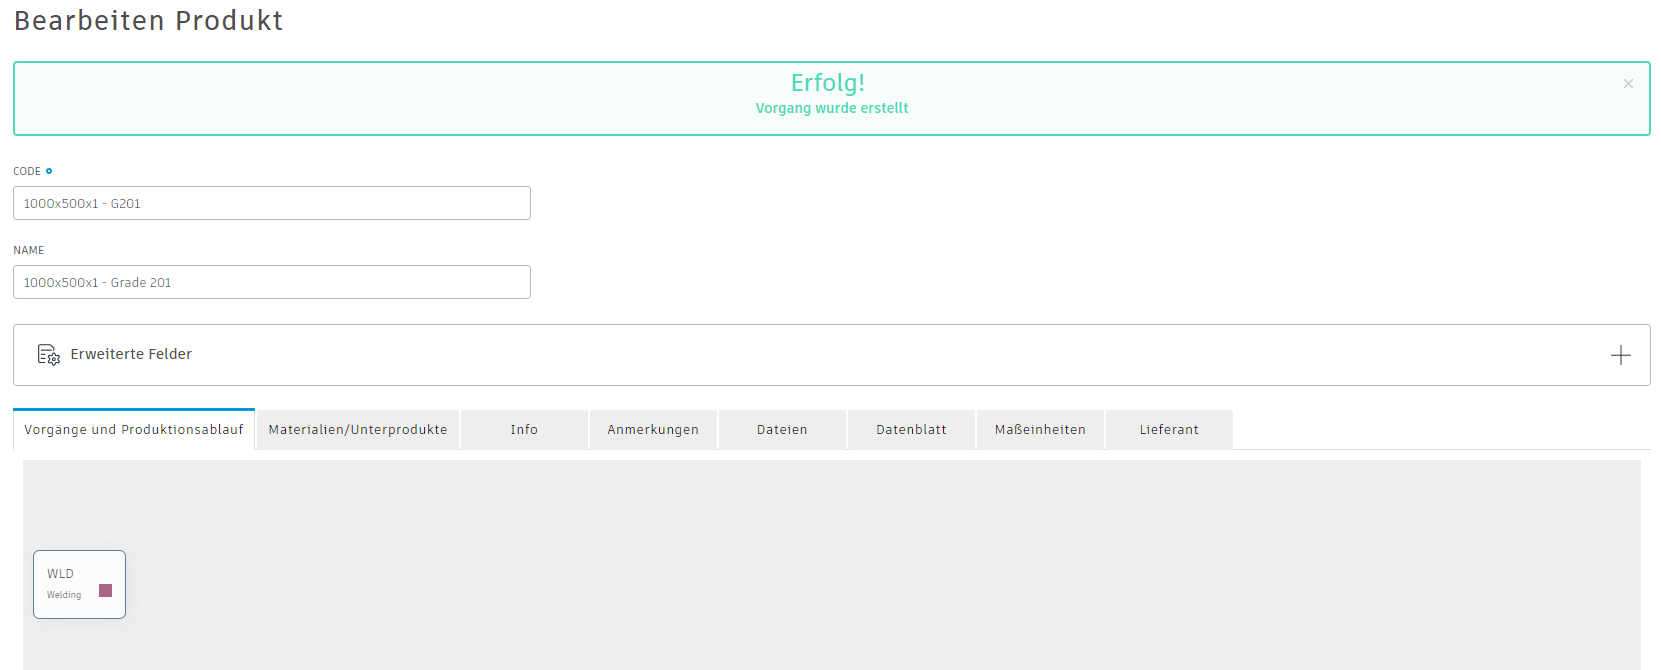 Bearbeiten Produkt
Erfolg!
Vorgang wurde erstellt
CODE
1000x500x1 - G201
NAME
1000x500x1 - Grade 201
Erweiterte Felder
Vorgänge und Produktionsablauf
Materialien/Unterprodukte
Info
Anmerkungen
Dateien
Datenblatt
Maßeinheiten
Lieferant
WLD
Welding